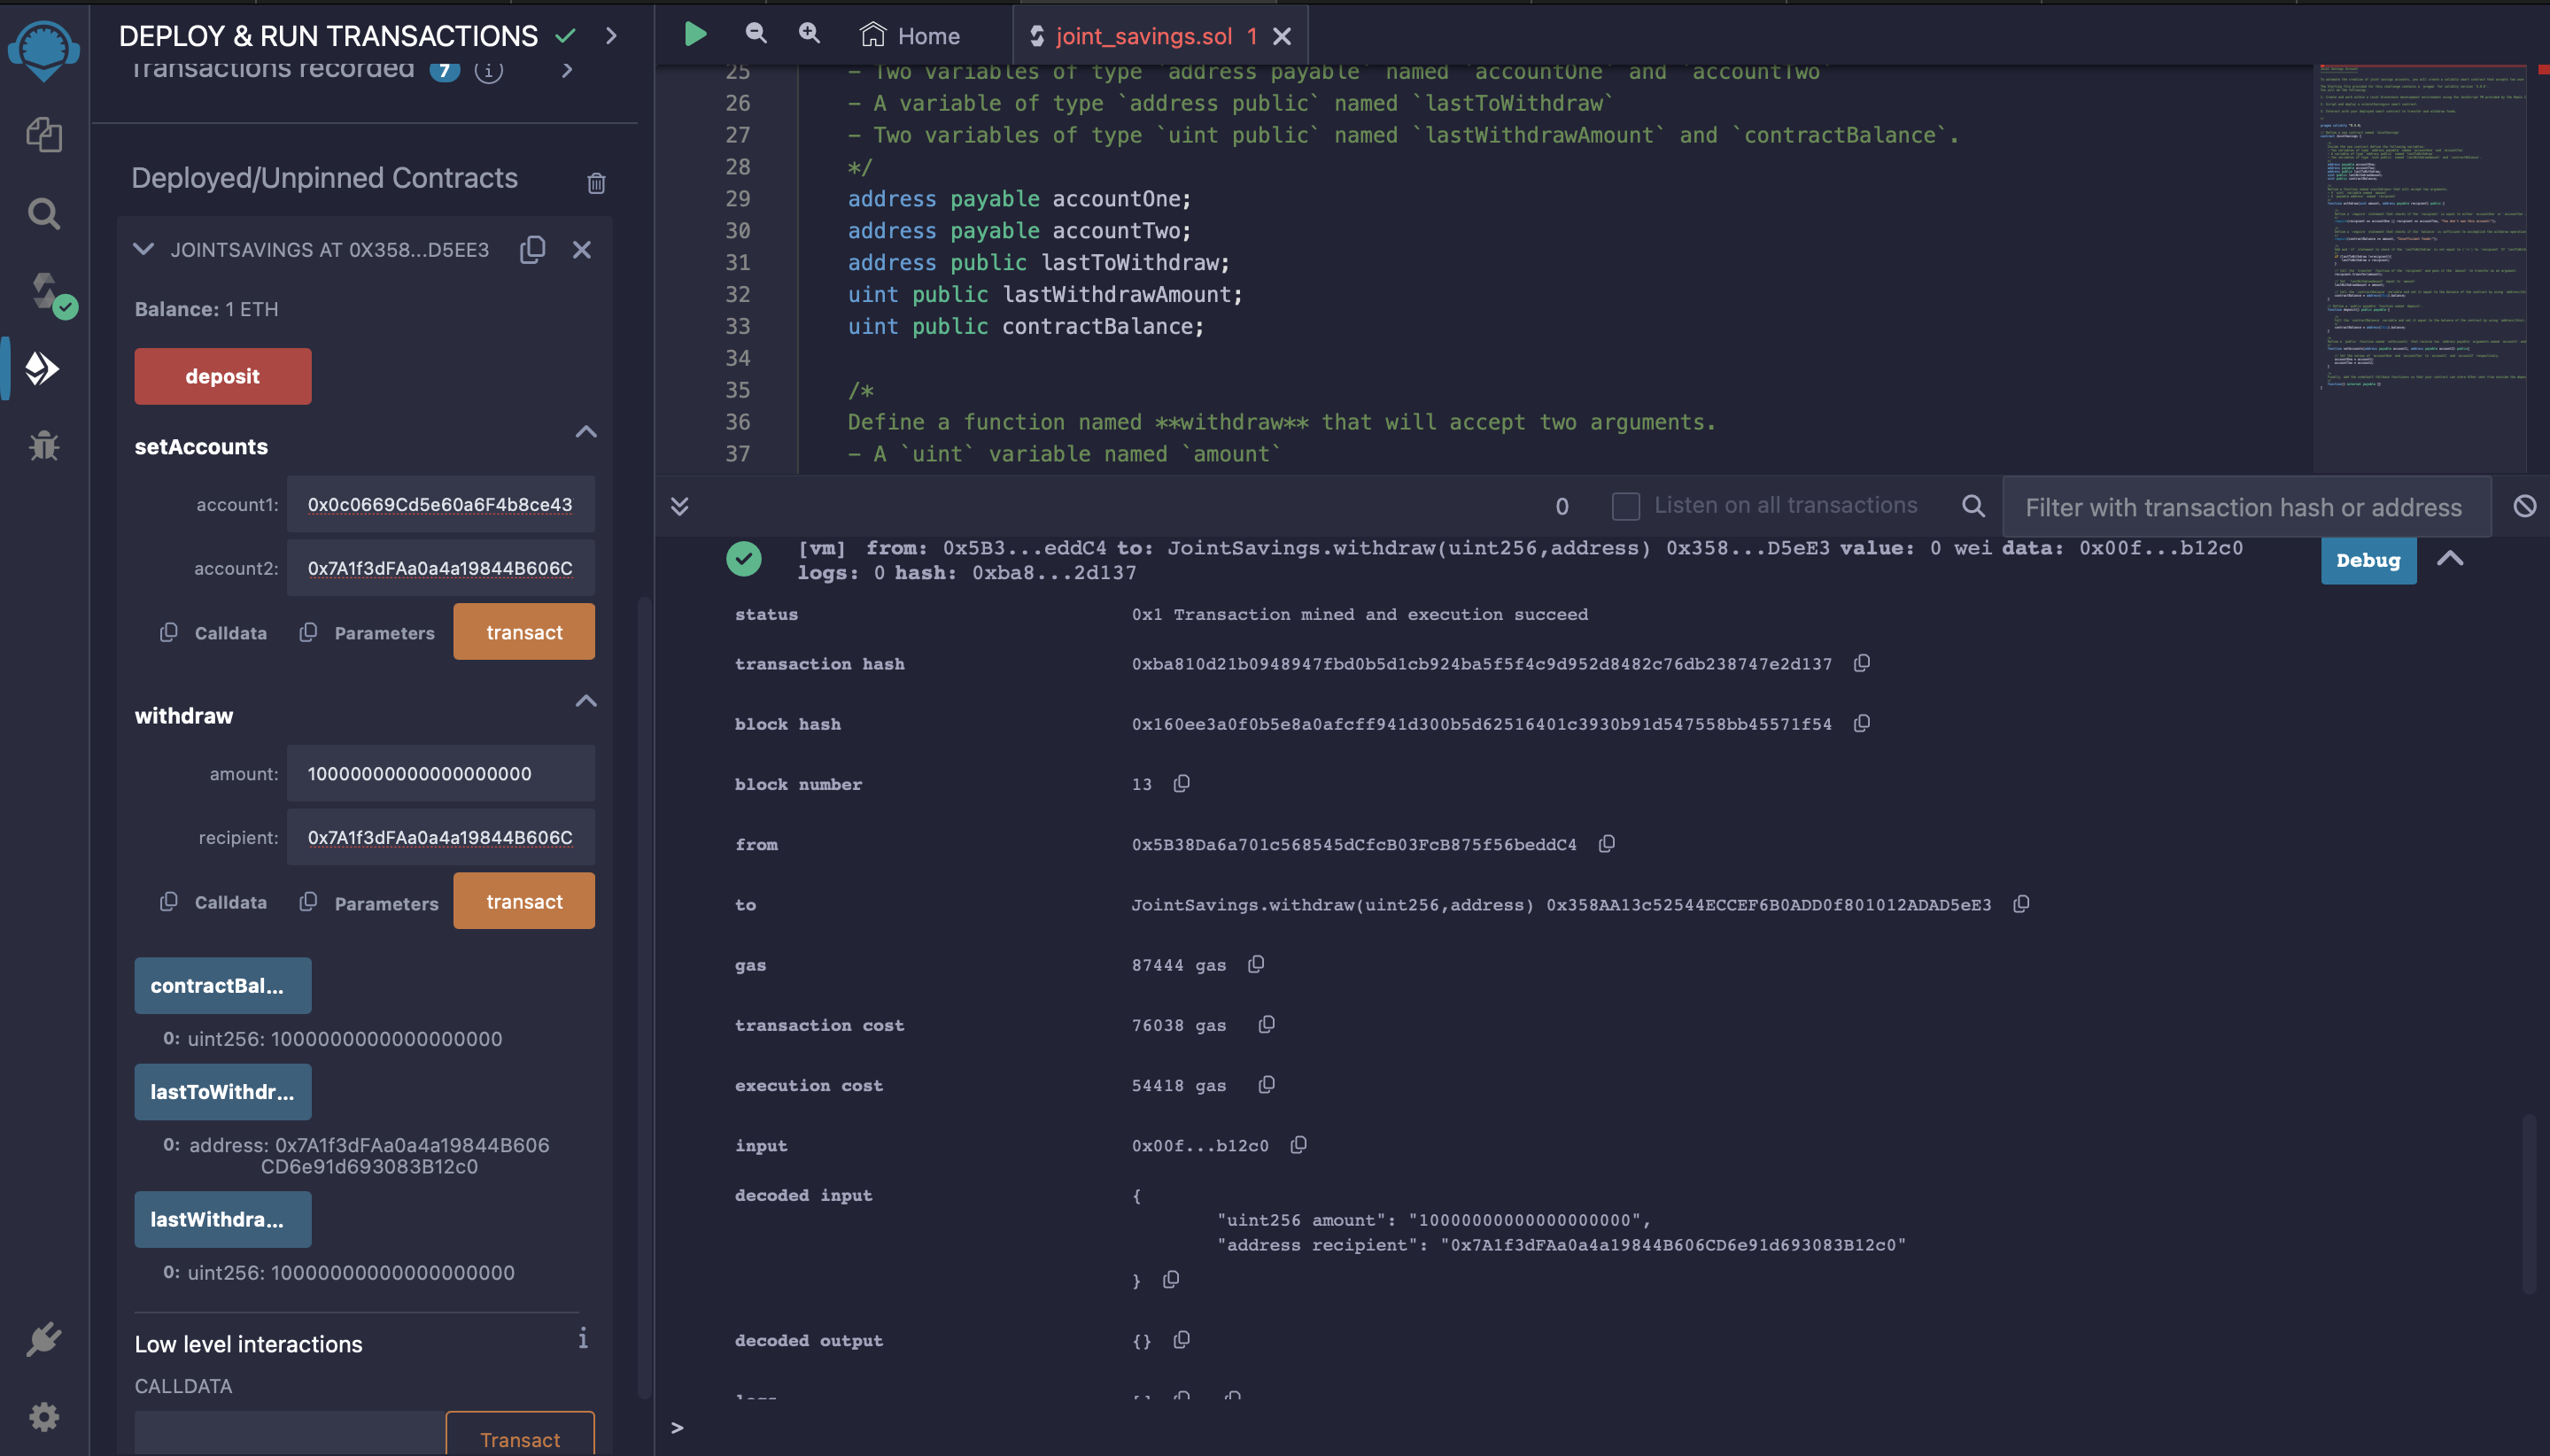 DEPLOY & RUN TRANSACTIONS
Transactions recorded 7 i
Deployed/Unpinned Contracts
JOINTSAVINGS AT 0X358...D5EE3
Balance: 1 ETH
deposit
setAccounts
account1: 0x0c0669Cd5e60a6F4b8ce43
account2: 0x7A1f3dFAa0a4a19844B606C
Calldata Parameters transact
withdraw
amount: 10000000000000000000
recipient: 0x7A1f3dFAa0a4a19844B606C
Calldata Parameters transact
contractBal...
0: uint256: 1000000000000000000
lastToWithdr...
0: address: 0x7A1f3dFAa0a4a19844B606
CD6e91d693083B12c0
lastWithdra...
0: uint256: 10000000000000000000
Low level interactions i
CALLDATA
Transact
Home joint_savings.sol 1
25 - Two variables of type `address payable` named `accountOne` and `accountTwo`
26 - A variable of type `address public` named `lastToWithdraw`
27 - Two variables of type `uint public` named `lastWithdrawAmount` and `contractBalance`.
28 */
29 address payable accountOne;
30 address payable accountTwo;
31 address public lastToWithdraw;
32 uint public lastWithdrawAmount;
33 uint public contractBalance;
34
35 /*
36 Define a function named **withdraw** that will accept two arguments.
37 - A `uint` variable named `amount`
0 Listen on all transactions Filter with transaction hash or address
[vm] from: 0x5B3...eddC4 to: JointSavings.withdraw(uint256,address) 0x358...D5eE3 value: 0 wei data: 0x00f...b12c0
logs: 0 hash: 0xba8...2d137
Debug
status 0x1 Transaction mined and execution succeed
transaction hash 0xba810d21b0948947fbd0b5d1cb924ba5f5f4c9d952d8482c76db238747e2d137
block hash 0x160ee3a0f0b5e8a0afcff941d300b5d62516401c3930b91d547558bb45571f54
block number 13
from 0x5B38Da6a701c568545dCfcB03FcB875f56beddC4
to JointSavings.withdraw(uint256,address) 0x358AA13c52544ECCEF6B0ADD0f801012ADAD5eE3
gas 87444 gas
transaction cost 76038 gas
execution cost 54418 gas
input 0x00f...b12c0
decoded input {
"uint256 amount": "10000000000000000000",
"address recipient": "0x7A1f3dFAa0a4a19844B606CD6e91d693083B12c0"
}
decoded output {}
logs []
>